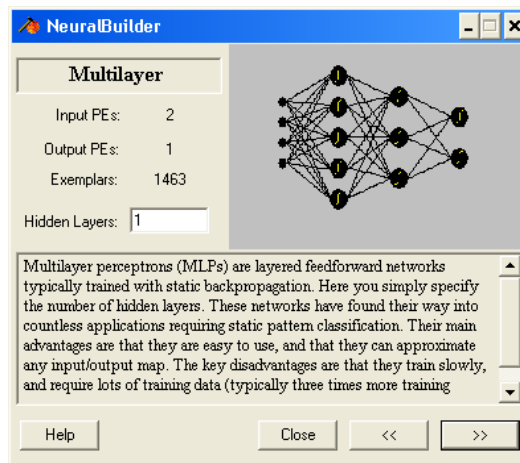 NeuralBuilder
Multilayer
Input PEs: 2
Output PEs: 1
Exemplars: 1463
Hidden Layers: 1
Multilayer perceptrons (MLPs) are layered feedforward networks
typically trained with static backpropagation. Here you simply specify
the number of hidden layers. These networks have found their way into
countless applications requiring static pattern classification. Their main
advantages are that they are easy to use, and that they can approximate
any input/output map. The key disadvantages are that they train slowly,
and require lots of training data (typically three times more training
Help Close << >>